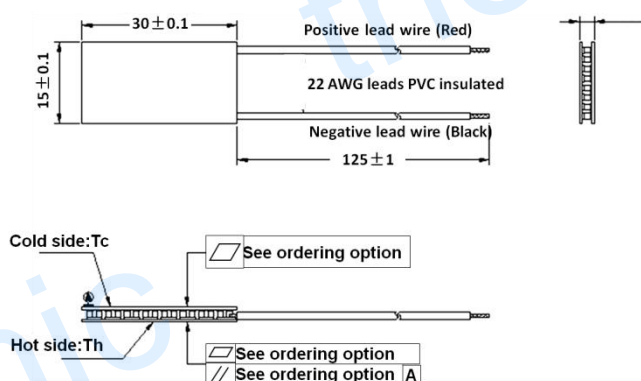 30±0.1
15±0.1
Positive lead wire (Red)
22 AWG leads PVC insulated
Negative lead wire (Black)
125±1
Cold side:Tc
See ordering option
A
Hot side:Th
See ordering option
// See ordering option A